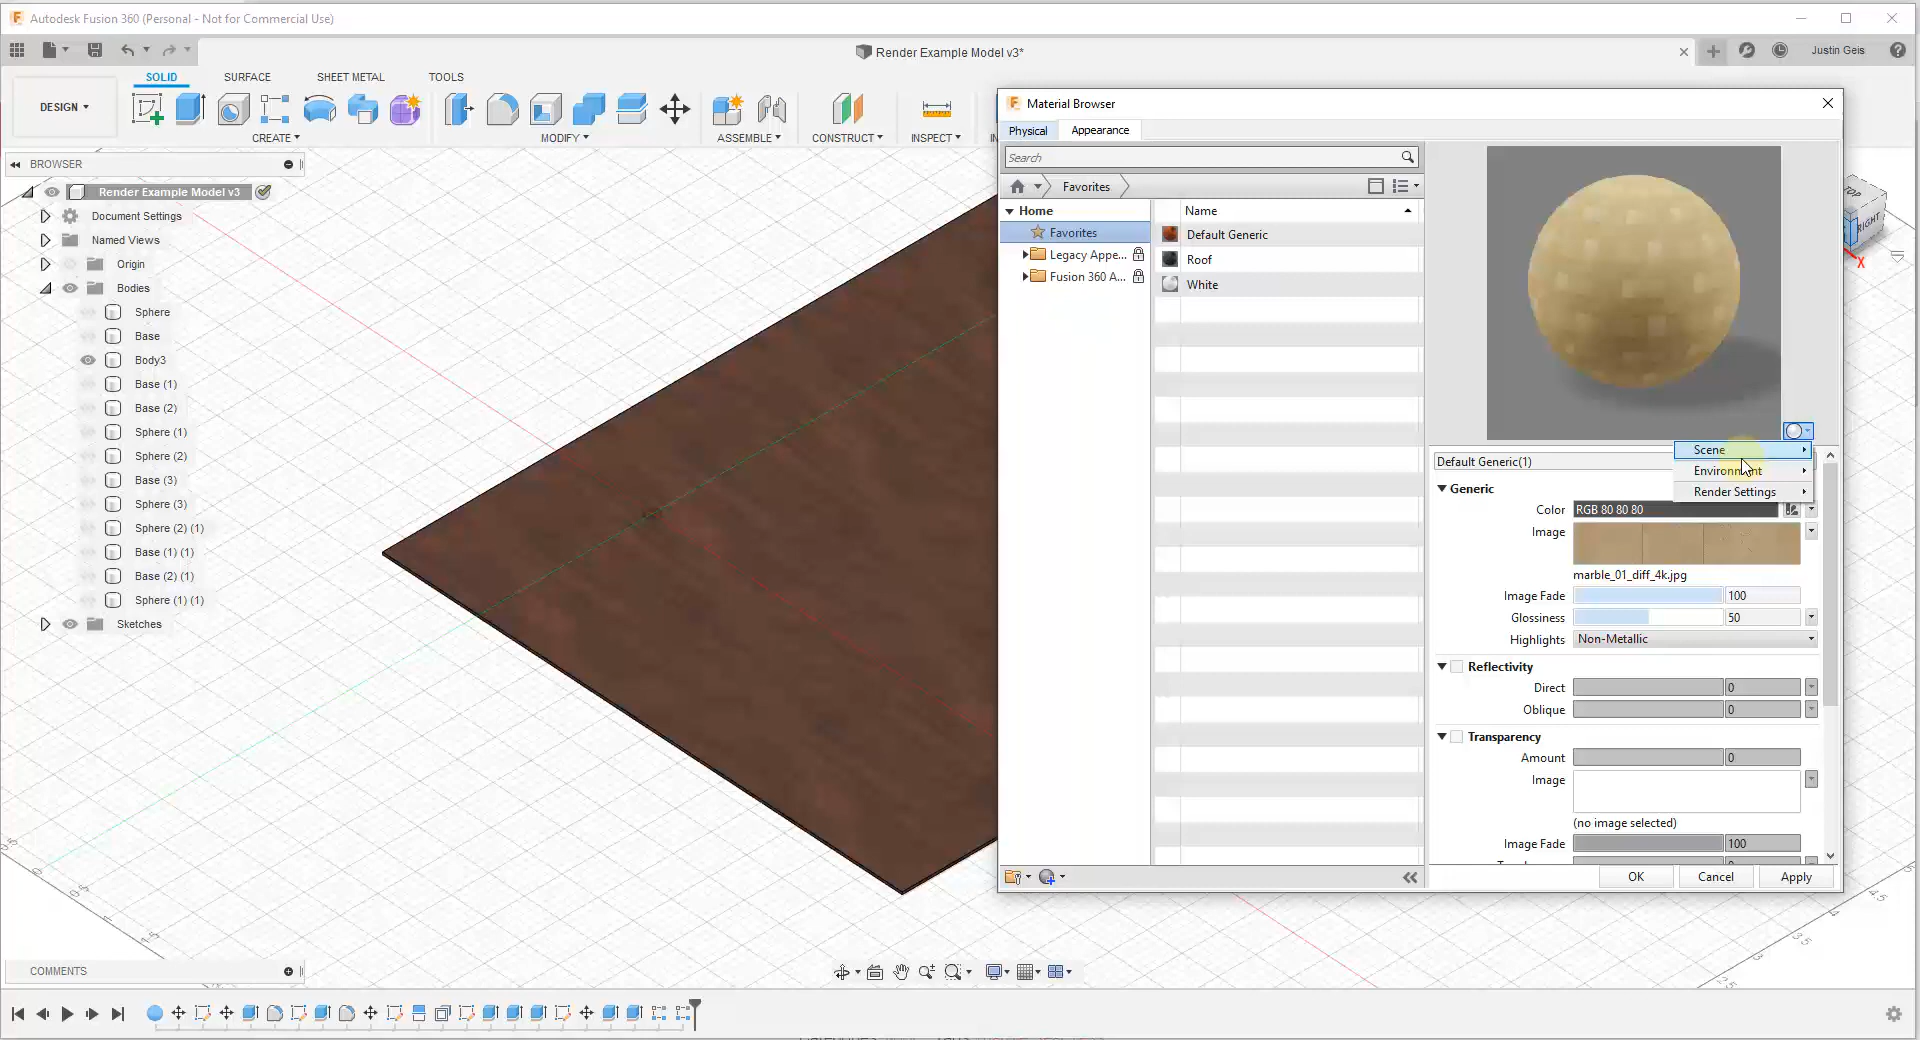 Autodesk Fusion 360 (Personal - Not for Commercial Use)
Render Example Model v3*
Justin Geis
SOLID SURFACE SHEET METAL TOOLS
DESIGN
CREATE MODIFY ASSEMBLE CONSTRUCT INSPECT
BROWSER
Render Example Model v3
Document Settings
Named Views
Origin
Bodies
Sphere
Base
Body3
Base (1)
Base (2)
Sphere (1)
Sphere (2)
Base (3)
Sphere (3)
Sphere (2) (1)
Base (1) (1)
Base (2) (1)
Sphere (1) (1)
Sketches
COMMENTS
Material Browser
Physical Appearance
Search
Favorites
Home
Favorites
Legacy Appe...
Fusion 360 A...
Name
Default Generic
Roof
White
Scene
Environment
Render Settings
Default Generic(1)
Generic
Color RGB 80 80 80
Image
marble_01_diff_4k.jpg
Image Fade 100
Glossiness 50
Highlights Non-Metallic
Reflectivity
Direct 0
Oblique 0
Transparency
Amount 0
Image
(no image selected)
Image Fade 100
OK Cancel Apply
TOP
RIGHT
X